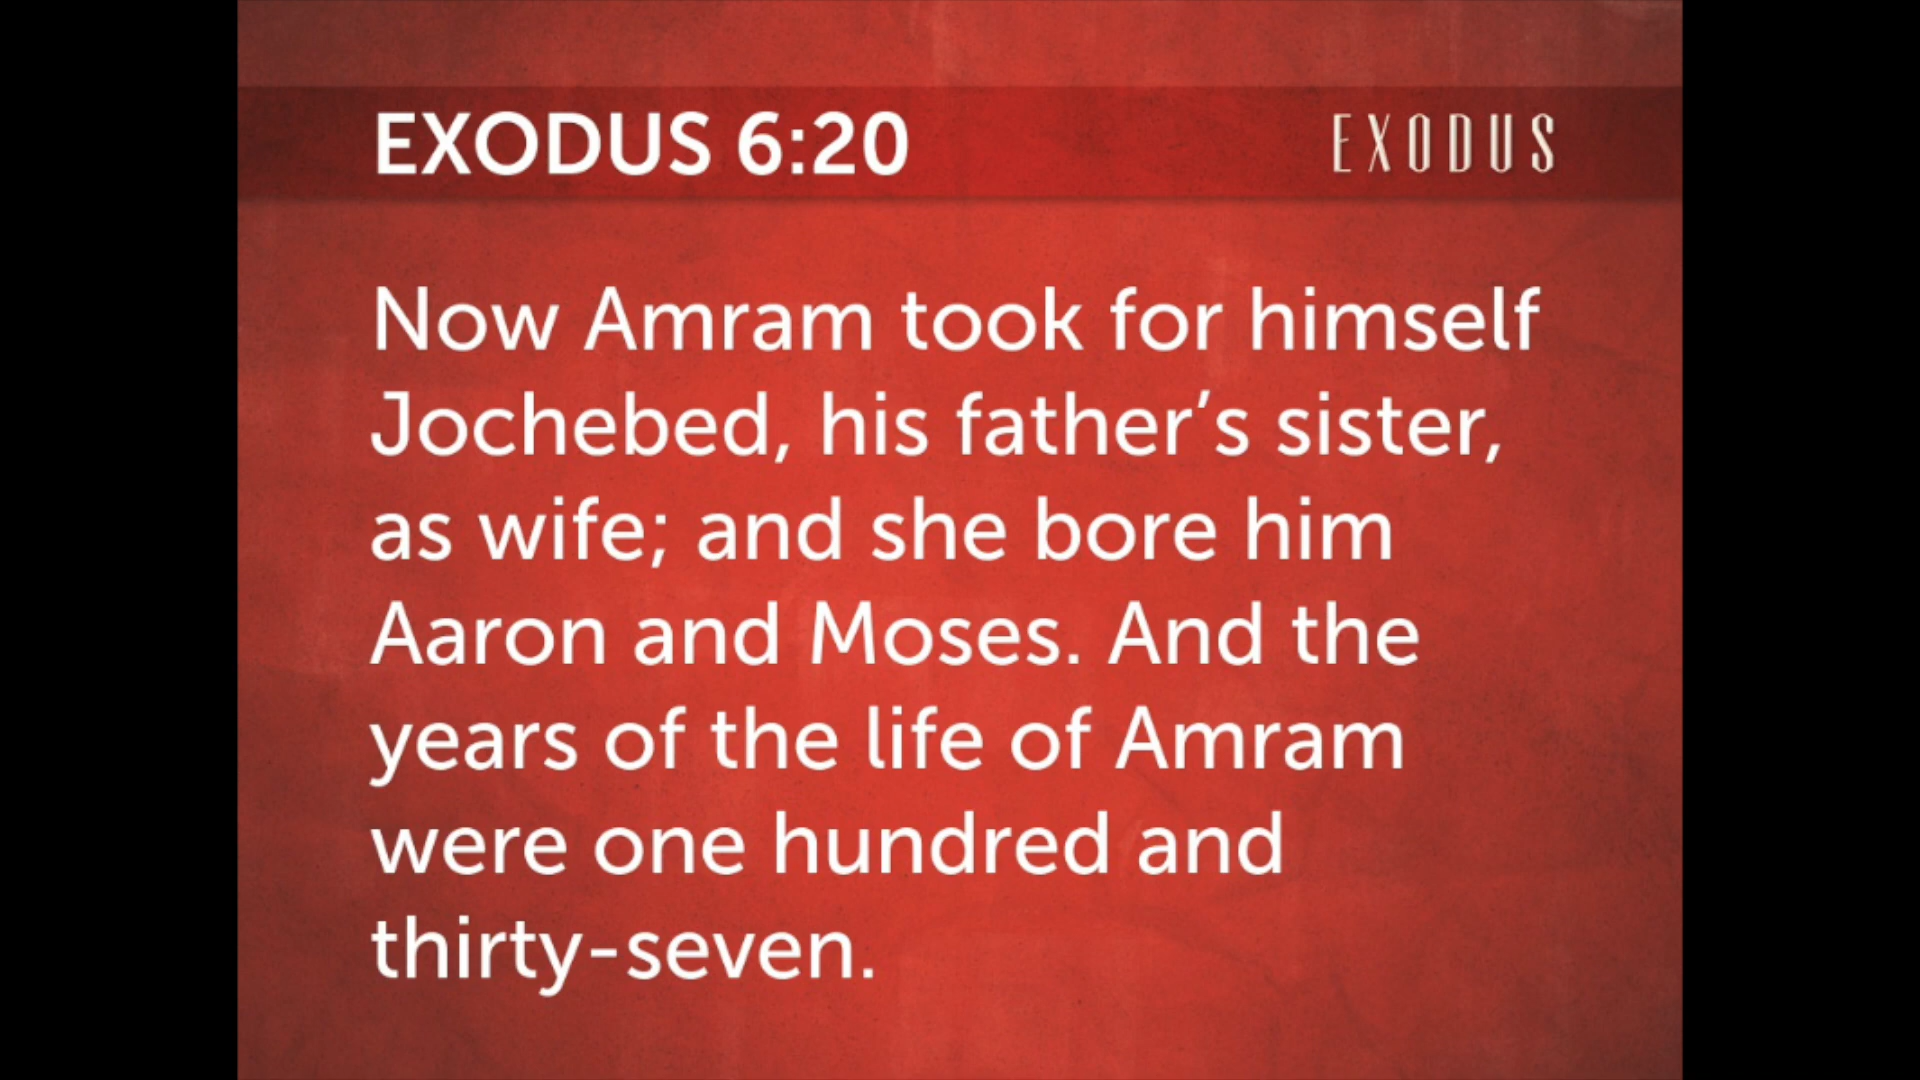 EXODUS 6:20
EXODUS
Now Amram took for himself
Jochebed, his father’s sister,
as wife; and she bore him
Aaron and Moses. And the
years of the life of Amram
were one hundred and
thirty-seven.